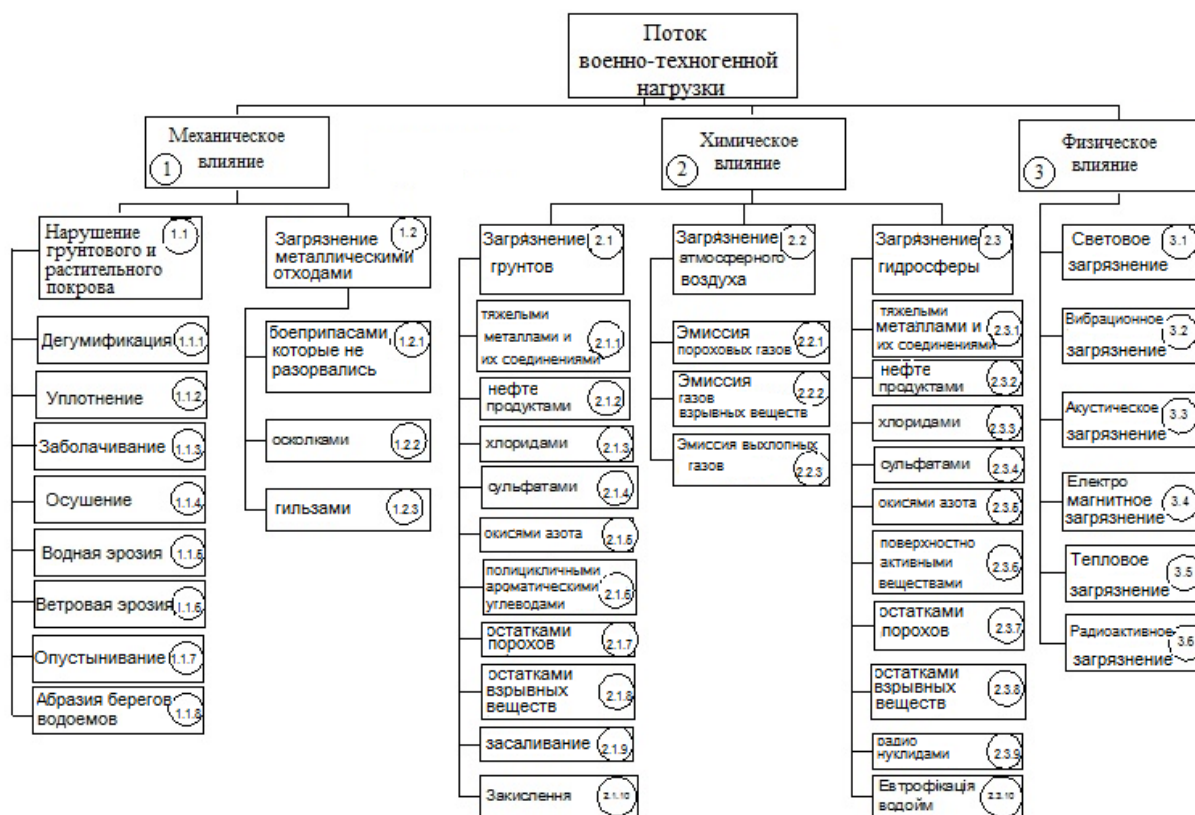 Поток
военно-техногенной
нагрузки
Механическое
влияние
1
Химическое
влияние
2
Физическое
влияние
3
Нарушение
грунтового и
растительного
покрова
1.1
Дегумификация 1.1.1
Уплотнение 1.1.2
Заболачивание 1.1.3
Осушение 1.1.4
Водная эрозия 1.1.5
Ветровая эрозия 1.1.6
Опустынивание 1.1.7
Абразия берегов
водоемов 1.1.8
Загрязнение
металлическими
отходами
1.2
боеприпасами,
которые не
разорвались
1.2.1
осколками 1.2.2
гильзами 1.2.3
Загрязнение
грунтов
2.1
тяжелыми
металлами и
их соединениями
2.1.1
нефте
продуктами 2.1.2
хлоридами 2.1.3
сульфатами 2.1.4
окисями азота 2.1.5
полицикличными
ароматическими
углеводами
2.1.6
остатками
порохов 2.1.7
остатками
взрывных
веществ
2.1.8
засаливание 2.1.9
Закислення 2.1.10
Загрязнение
атмосферного
воздуха
2.2
Эмиссия
пороховых газов 2.2.1
Эмиссия
газов
взрывных веществ
2.2.2
Эмиссия выхлопных
газов 2.2.3
Загрязнение
гидросферы
2.3
тяжелыми
металлами и
их соединениями
2.3.1
нефте
продуктами 2.3.2
хлоридами 2.3.3
сульфатами 2.3.4
окисями азота 2.3.5
поверхностно
активными
веществами
2.3.6
остатками
порохов 2.3.7
остатками
взрывных
веществ
2.3.8
радио
нуклидами 2.3.9
Евтрофікація
водойм
Световое
загрязнение
3.1
Вибрационное
загрязнение
3.2
Акустическое
загрязнение
3.3
Електро
магнитное
загрязнение
3.4
Тепловое
загрязнение
3.5
Радиоактивное
загрязнение
3.6